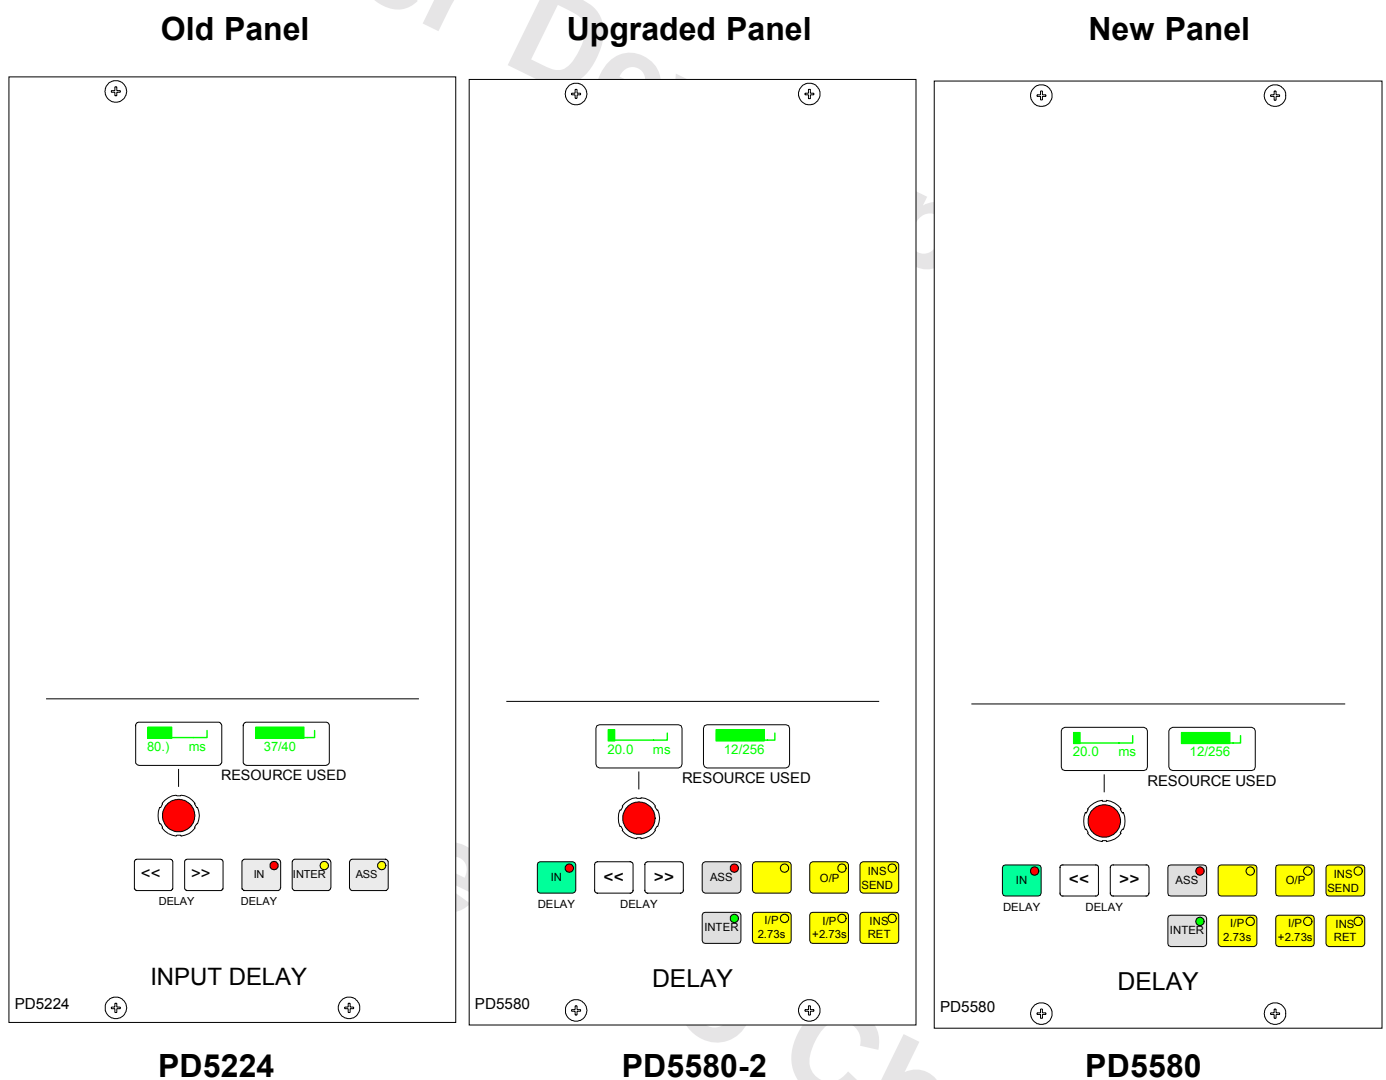 Old Panel
Upgraded Panel
New Panel
80.) ms
37/40
RESOURCE USED
<<
>>
IN
INTER
ASS
DELAY
DELAY
INPUT DELAY
PD5224
PD5224
20.0 ms
12/256
RESOURCE USED
IN
<<
>>
ASS
O/P
INS
SEND
DELAY
DELAY
INTER
I/P
2.73s
I/P
+2.73s
INS
RET
DELAY
PD5580
PD5580-2
20.0 ms
12/256
RESOURCE USED
IN
<<
>>
ASS
O/P
INS
SEND
DELAY
DELAY
INTER
I/P
2.73s
I/P
+2.73s
INS
RET
DELAY
PD5580
PD5580